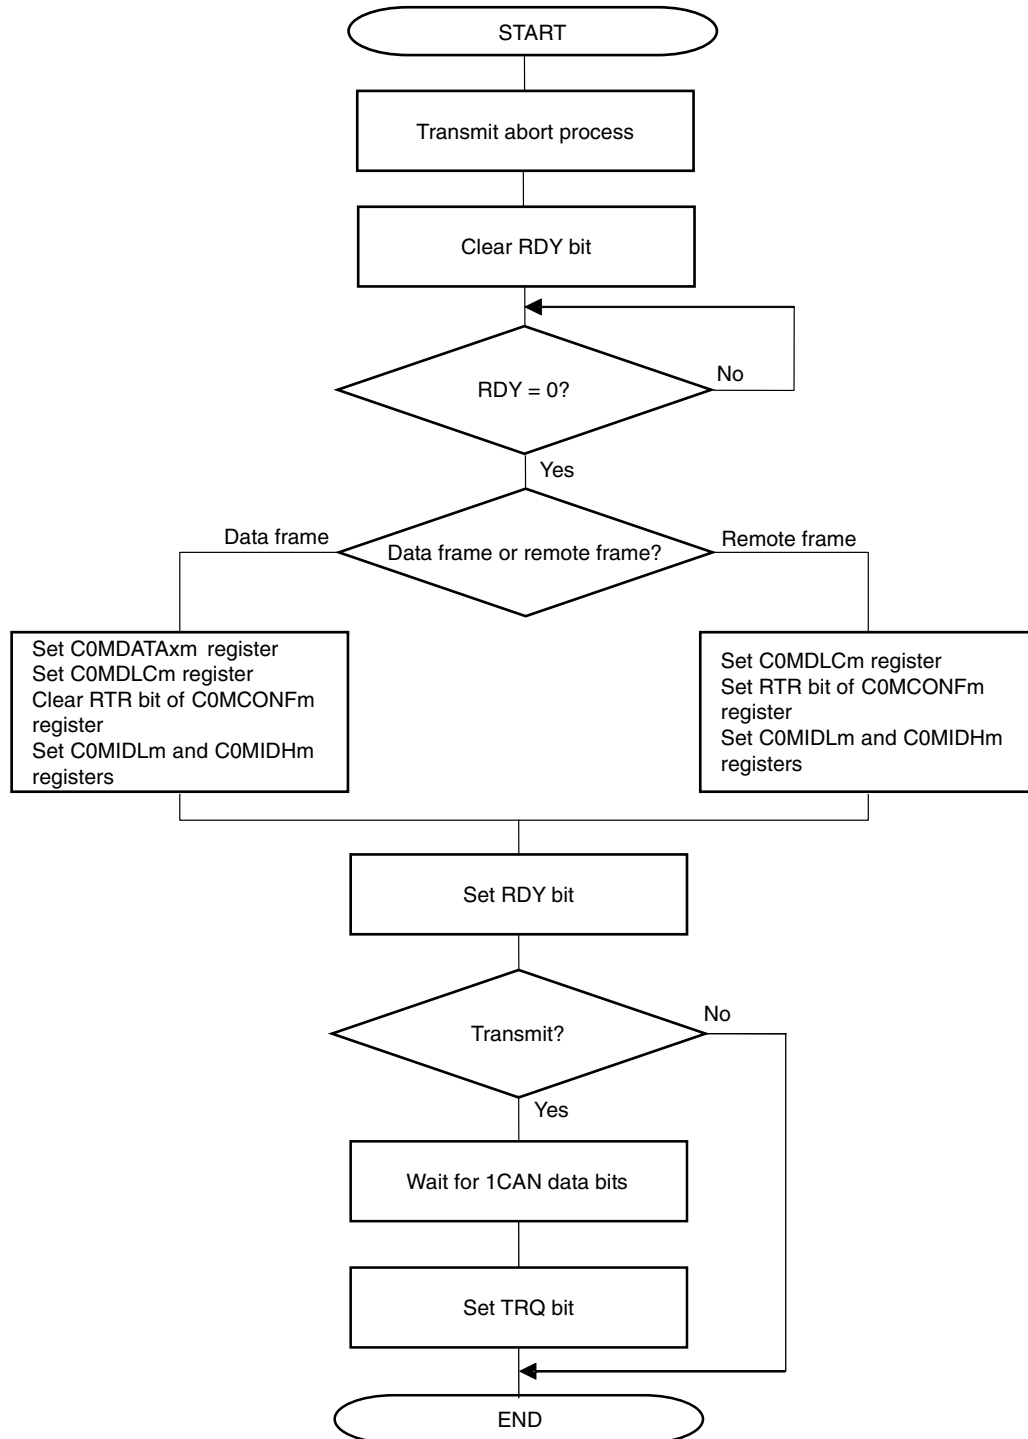 START
Transmit abort process
Clear RDY bit
RDY = 0?
No
Yes
Data frame
Data frame or remote frame?
Remote frame
Set C0MDATAxm register
Set C0MDLCm register
Clear RTR bit of C0MCONFm
register
Set C0MIDLm and C0MIDHm
registers
Set C0MDLCm register
Set RTR bit of C0MCONFm
register
Set C0MIDLm and C0MIDHm
registers
Set RDY bit
Transmit?
No
Yes
Wait for 1CAN data bits
Set TRQ bit
END